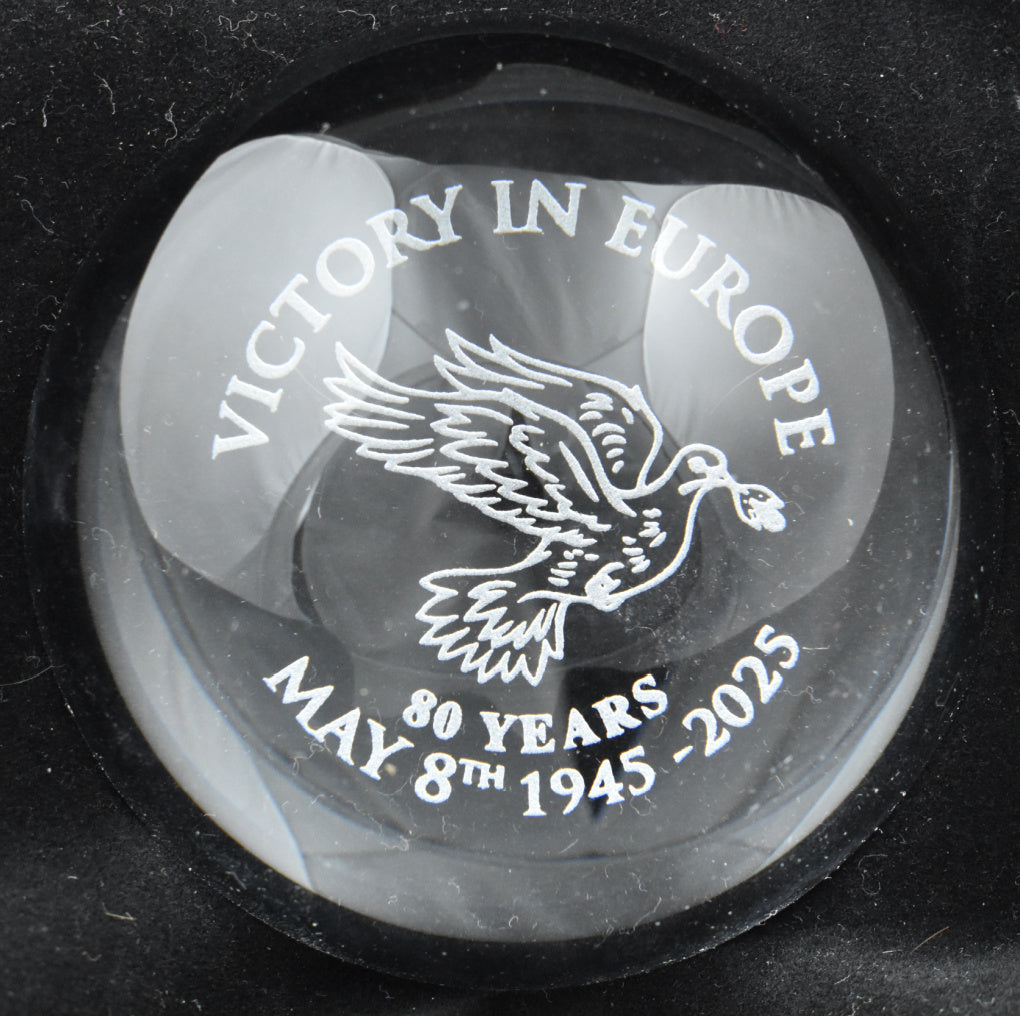 VICTORY IN EUROPE
80 YEARS
MAY 8TH 1945 - 2025